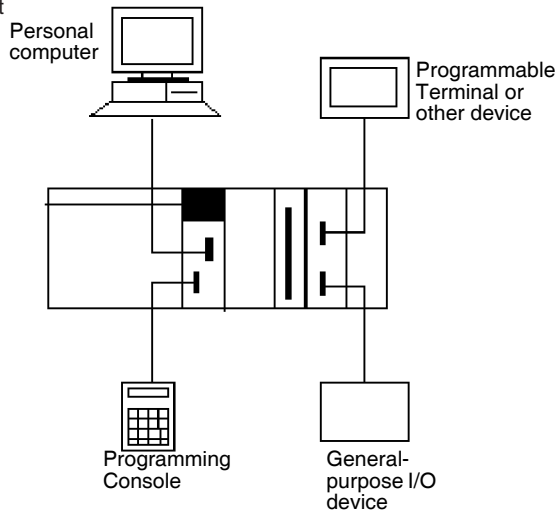 t
Personal
computer
Programmable
Terminal or
other device
Programming
Console
General-
purpose I/O
device